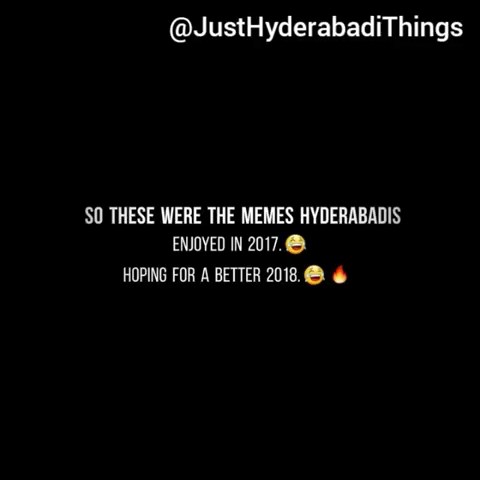 @JustHyderabadiThings
SO THESE WERE THE MEMES HYDERABADIS
ENJOYED IN 2017.😂
HOPING FOR A BETTER 2018.😂🔥